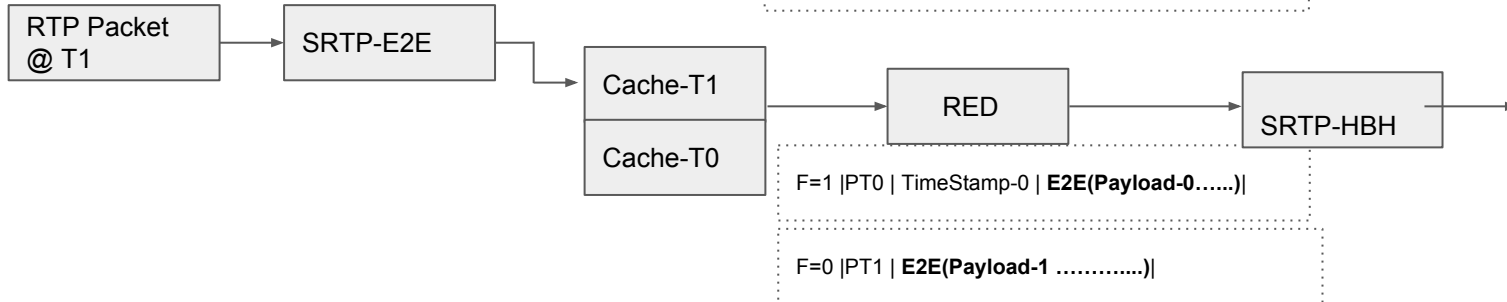 RTP Packet
@ T1
SRTP-E2E
Cache-T1
Cache-T0
RED
SRTP-HBH
F=1 |PT0 | TimeStamp-0 | E2E(Payload-0…...)|
F=0 |PT1 | E2E(Payload-1 ………....)|